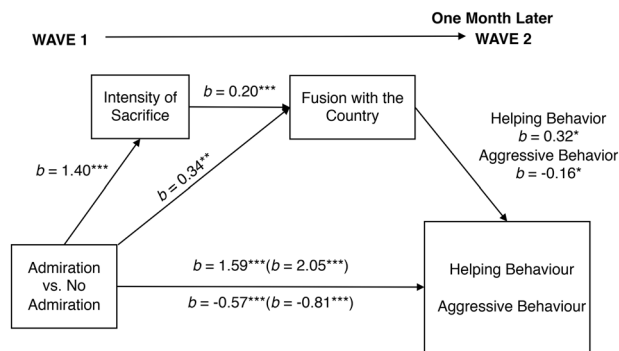 One Month Later
WAVE 1
WAVE 2
Intensity of
Sacrifice
b = 0.20***
Fusion with the
Country
Helping Behavior
b = 0.32*
Aggressive Behavior
b = -0.16*
b = 1.40***
b = 0.34**
Admiration
vs. No
Admiration
b = 1.59***(b = 2.05***)
b = -0.57***(b = -0.81***)
Helping Behaviour
Aggressive Behaviour